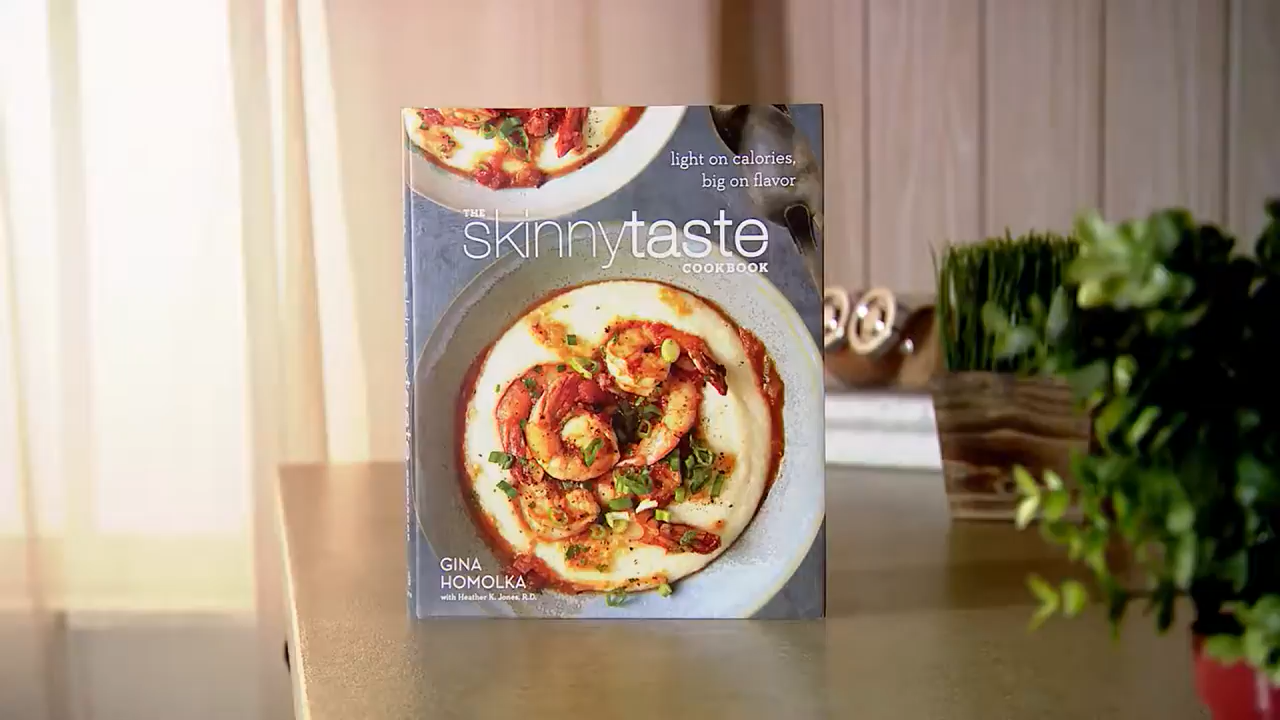 light on calories,
big on flavor
THE
skinnytaste
COOKBOOK
GINA
HOMOLKA
with Heather K. Jones, R.D.